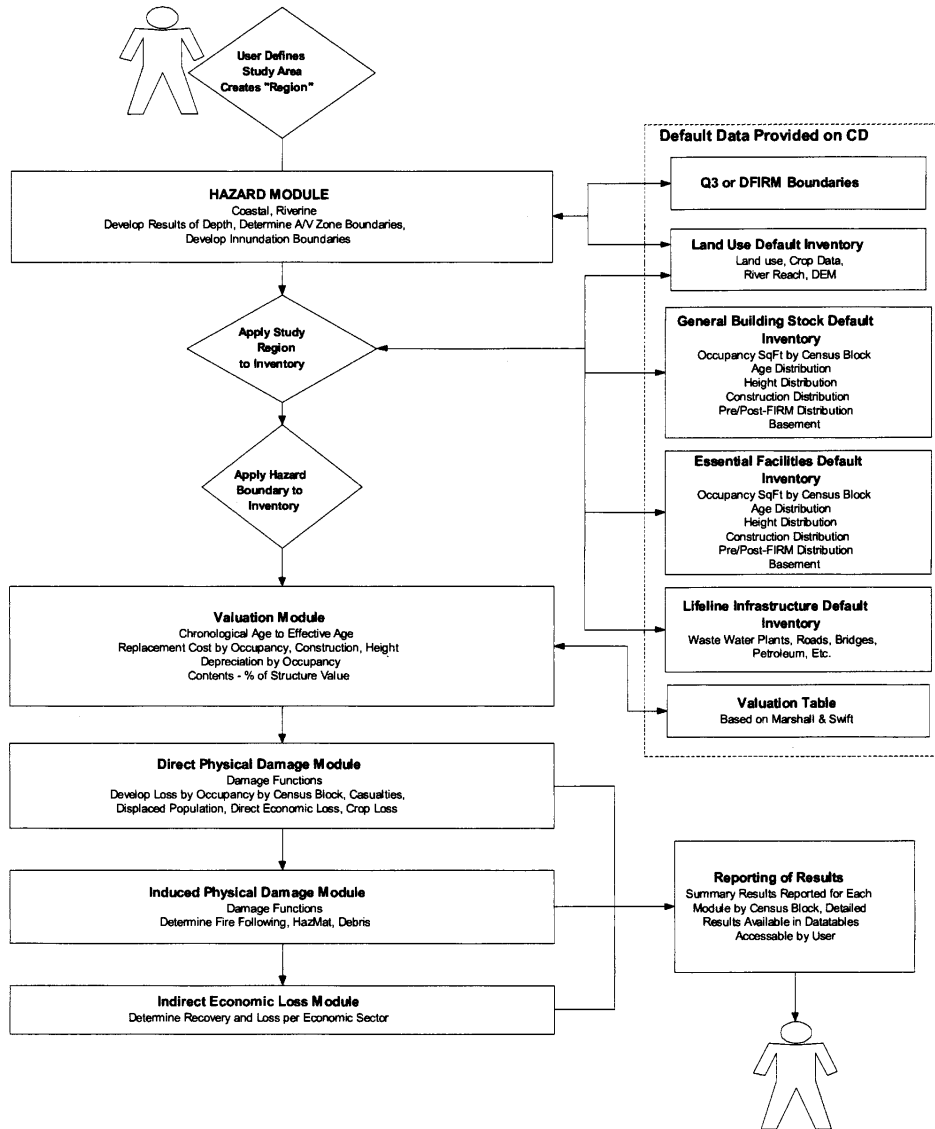 User Defines
Study Area
Creates "Region"
HAZARD MODULE
Coastal, Riverine
Develop Results of Depth, Determine A/V Zone Boundaries,
Develop Innundation Boundaries
Apply Study
Region
to Inventory
Apply Hazard
Boundary to
Inventory
Valuation Module
Chronological Age to Effective Age
Replacement Cost by Occupancy, Construction, Height
Depreciation by Occupancy
Contents - % of Structure Value
Direct Physical Damage Module
Damage Functions
Develop Loss by Occupancy by Census Block, Casualties,
Displaced Population, Direct Economic Loss, Crop Loss
Induced Physical Damage Module
Damage Functions
Determine Fire Following, HazMat, Debris
Indirect Economic Loss Module
Determine Recovery and Loss per Economic Sector
Default Data Provided on CD
Q3 or DFIRM Boundaries
Land Use Default Inventory
Land use, Crop Data,
River Reach, DEM
General Building Stock Default
Inventory
Occupancy SqFt by Census Block
Age Distribution
Height Distribution
Construction Distribution
Pre/Post-FIRM Distribution
Basement
Essential Facilities Default
Inventory
Occupancy SqFt by Census Block
Age Distribution
Height Distribution
Construction Distribution
Pre/Post-FIRM Distribution
Basement
Lifeline Infrastructure Default
Inventory
Waste Water Plants, Roads, Bridges,
Petroleum, Etc.
Valuation Table
Based on Marshall & Swift
Reporting of Results
Summary Results Reported for Each
Module by Census Block, Detailed
Results Available in Datatables
Accessable by User